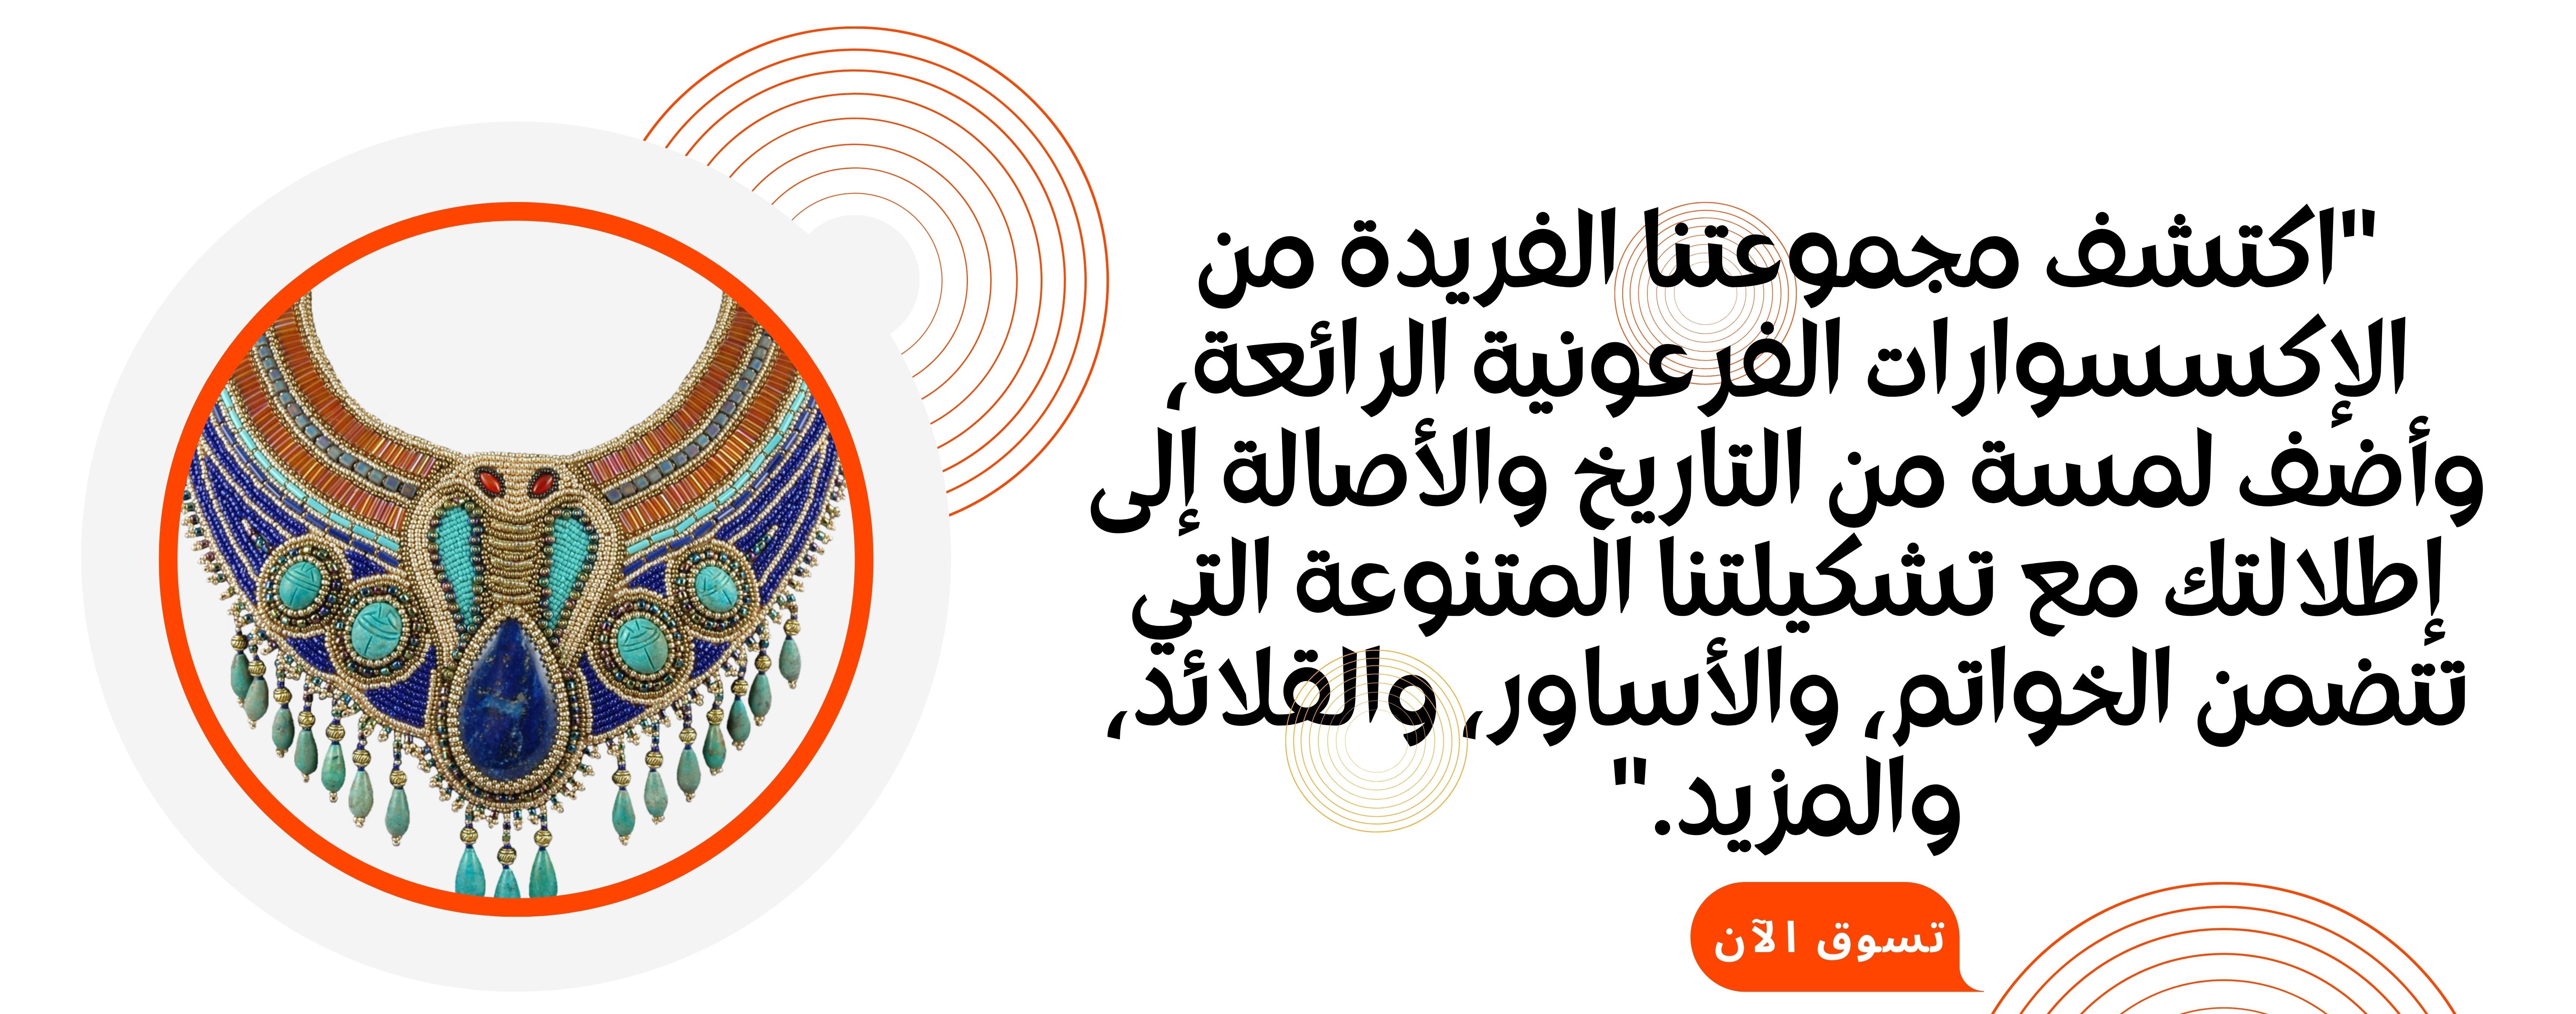 "اكتشف مجموعتنا الفريدة من
الإكسسوارات الفرعونية الرائعة،
وأضف لمسة من التاريخ والأصالة إلى
إطلالتك مع تشكيلتنا المتنوعة التي
تتضمن الخواتم، والأساور، والقلائد،
والمزيد."
تسوق الآن